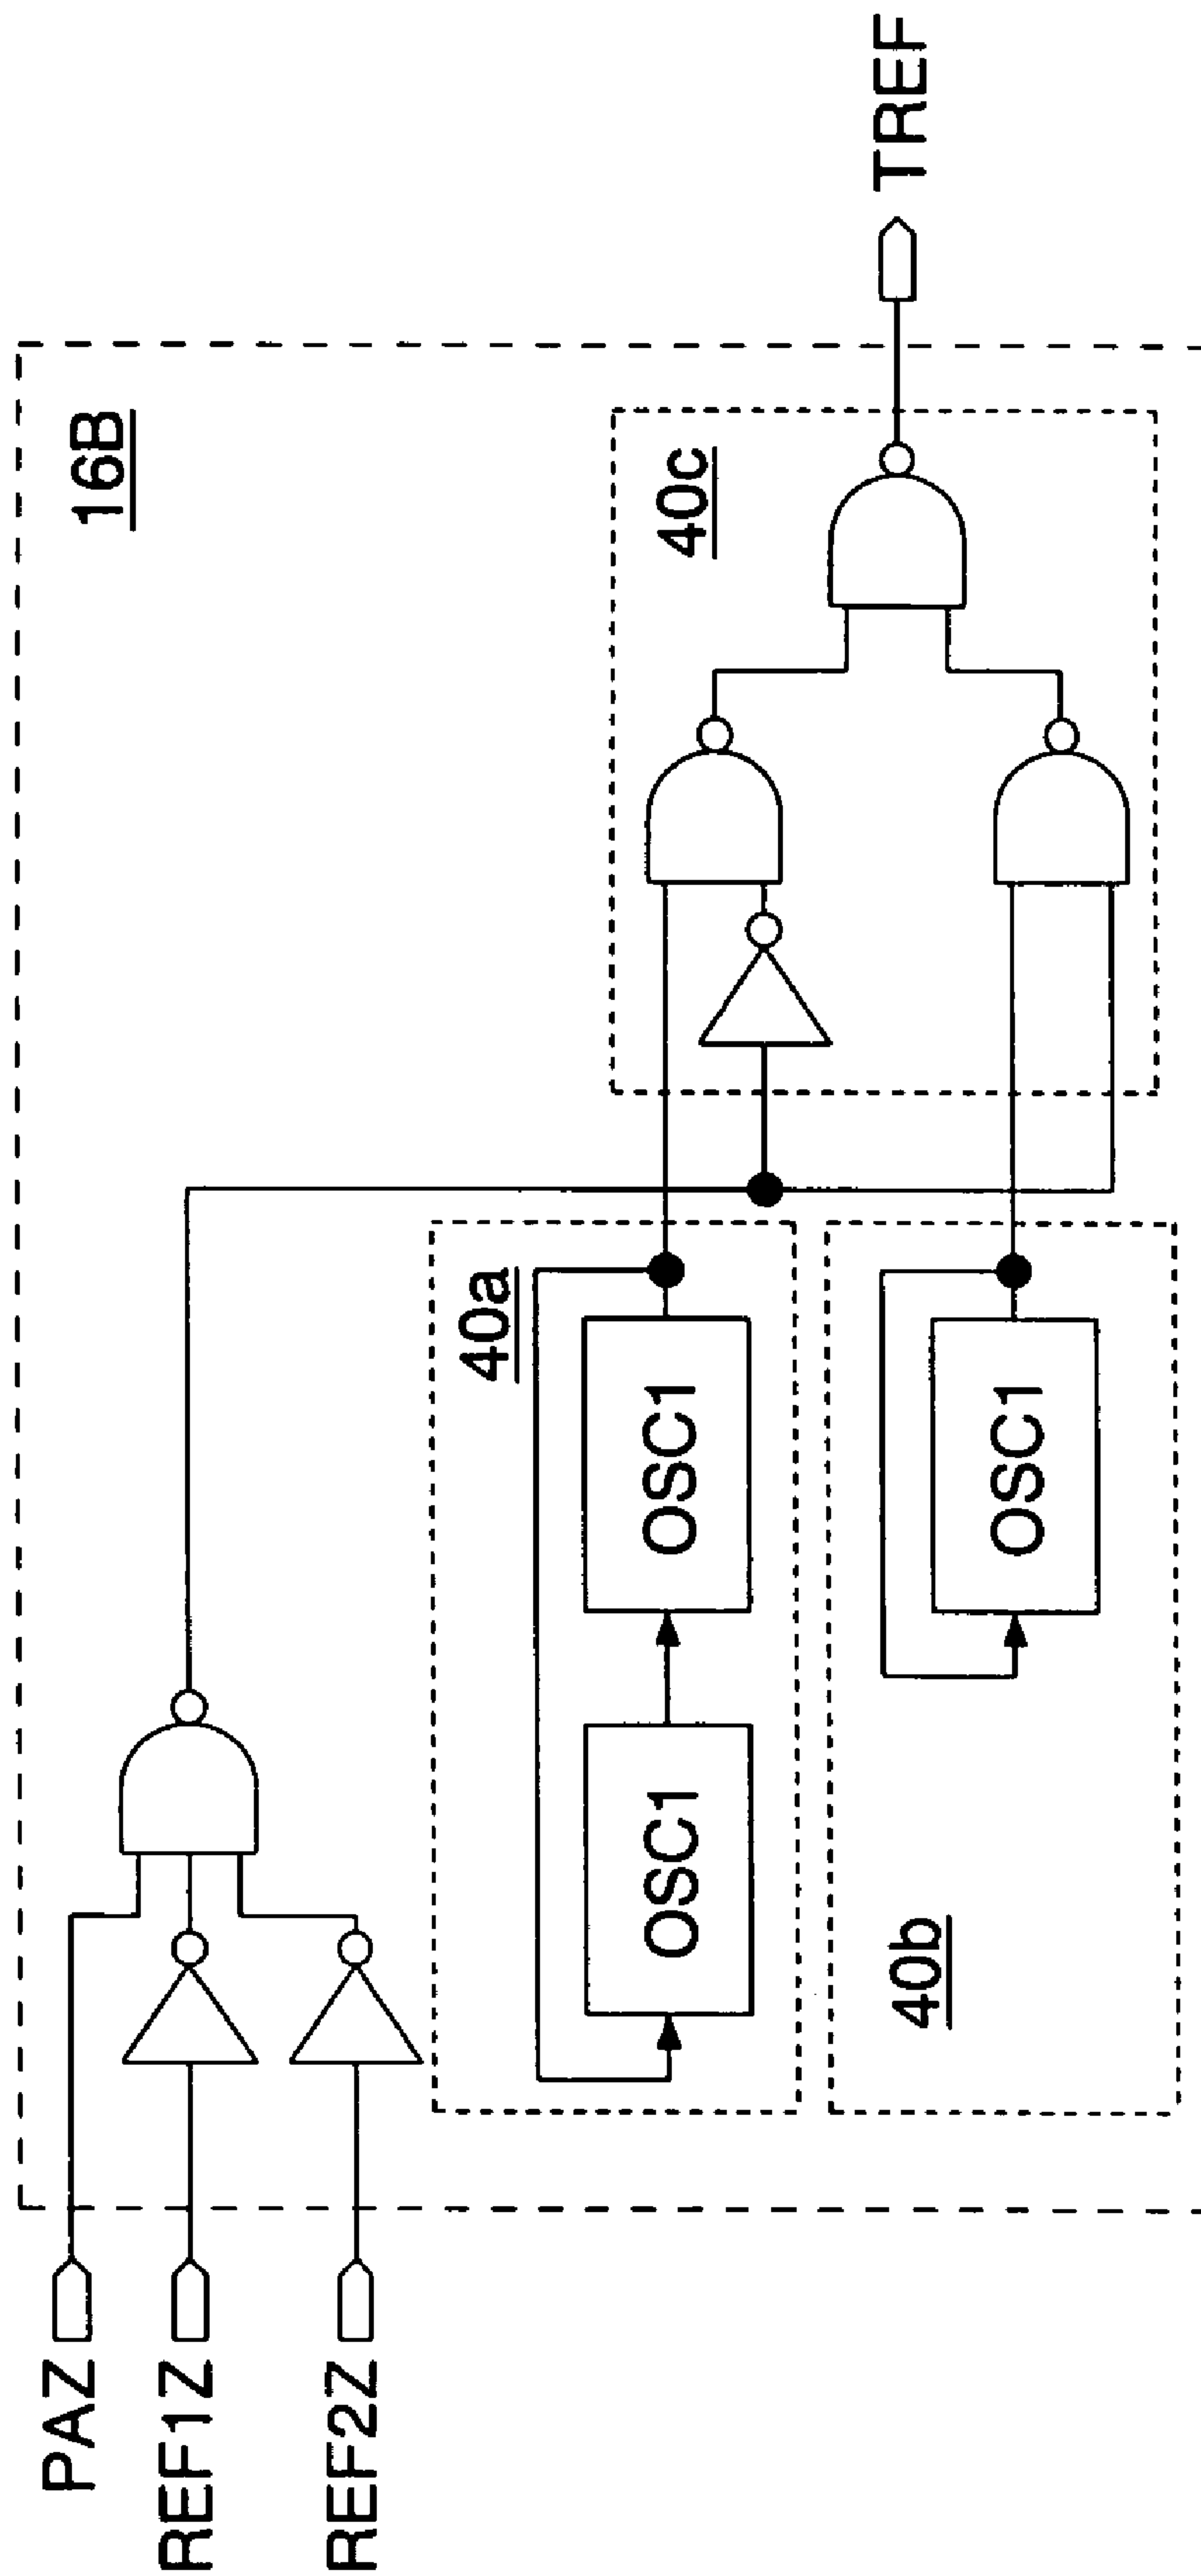 16B
PAZ
REF1Z
REF2Z
40a
OSC1
OSC1
40b
OSC1
40c
TREF